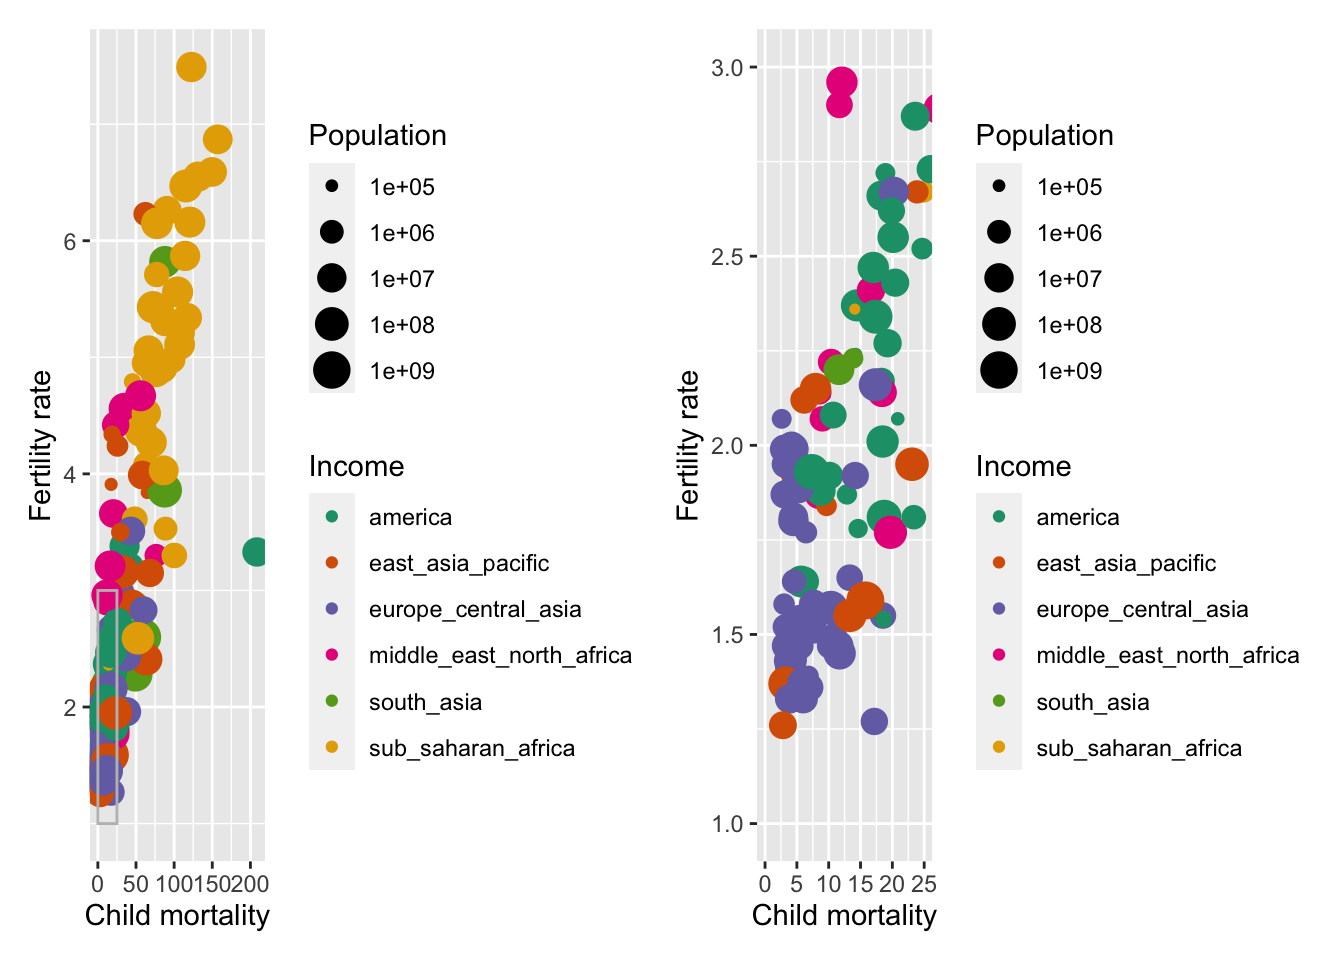 Fertility rate
6
4
2
0 50 100 150 200
Child mortality
Population
1e+05
1e+06
1e+07
1e+08
1e+09
Income
america
east_asia_pacific
europe_central_asia
middle_east_north_africa
south_asia
sub_saharan_africa
Fertility rate
3.0
2.5
2.0
1.5
1.0
0 5 10 15 20 25
Child mortality
Population
1e+05
1e+06
1e+07
1e+08
1e+09
Income
america
east_asia_pacific
europe_central_asia
middle_east_north_africa
south_asia
sub_saharan_africa